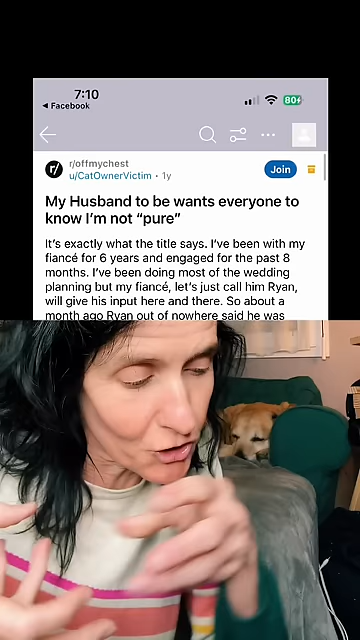 7:10
◀ Facebook
80
r/offmychest
u/CatOwnerVictim • 1y
Join
My Husband to be wants everyone to
know I'm not “pure”
It's exactly what the title says. I've been with my
fiancé for 6 years and engaged for the past 8
months. I've been doing most of the wedding
planning but my fiancé, let's just call him Ryan,
will give his input here and there. So about a
month ago Ryan out of nowhere said he was